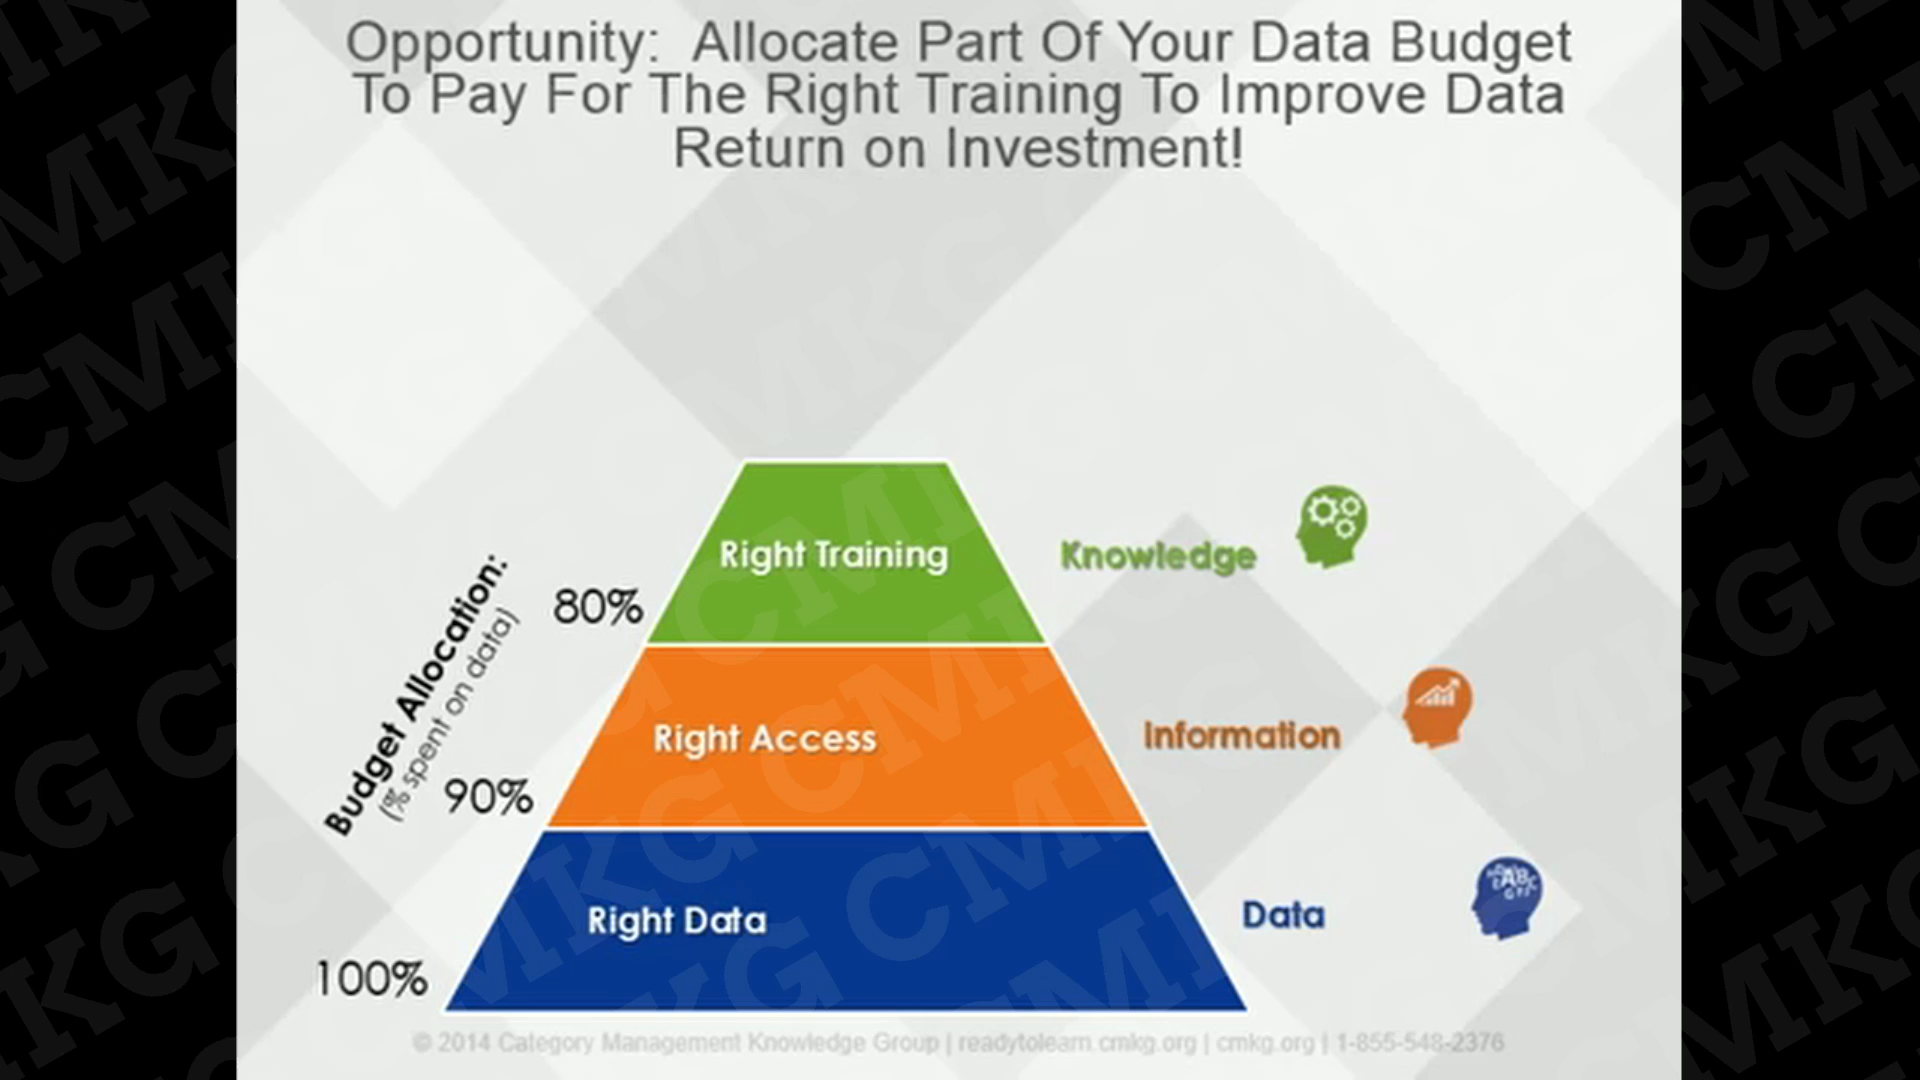 Opportunity: Allocate Part Of Your Data Budget
To Pay For The Right Training To Improve Data
Return on Investment!
Right Training
Knowledge
80%
Budget Allocation:
(% spent on data)
Right Access
Information
90%
Right Data
Data
100%
© 2014 Category Management Knowledge Group | readytolearn.cmkg.org | cmkg.org | 1-855-548-2376
CMKG